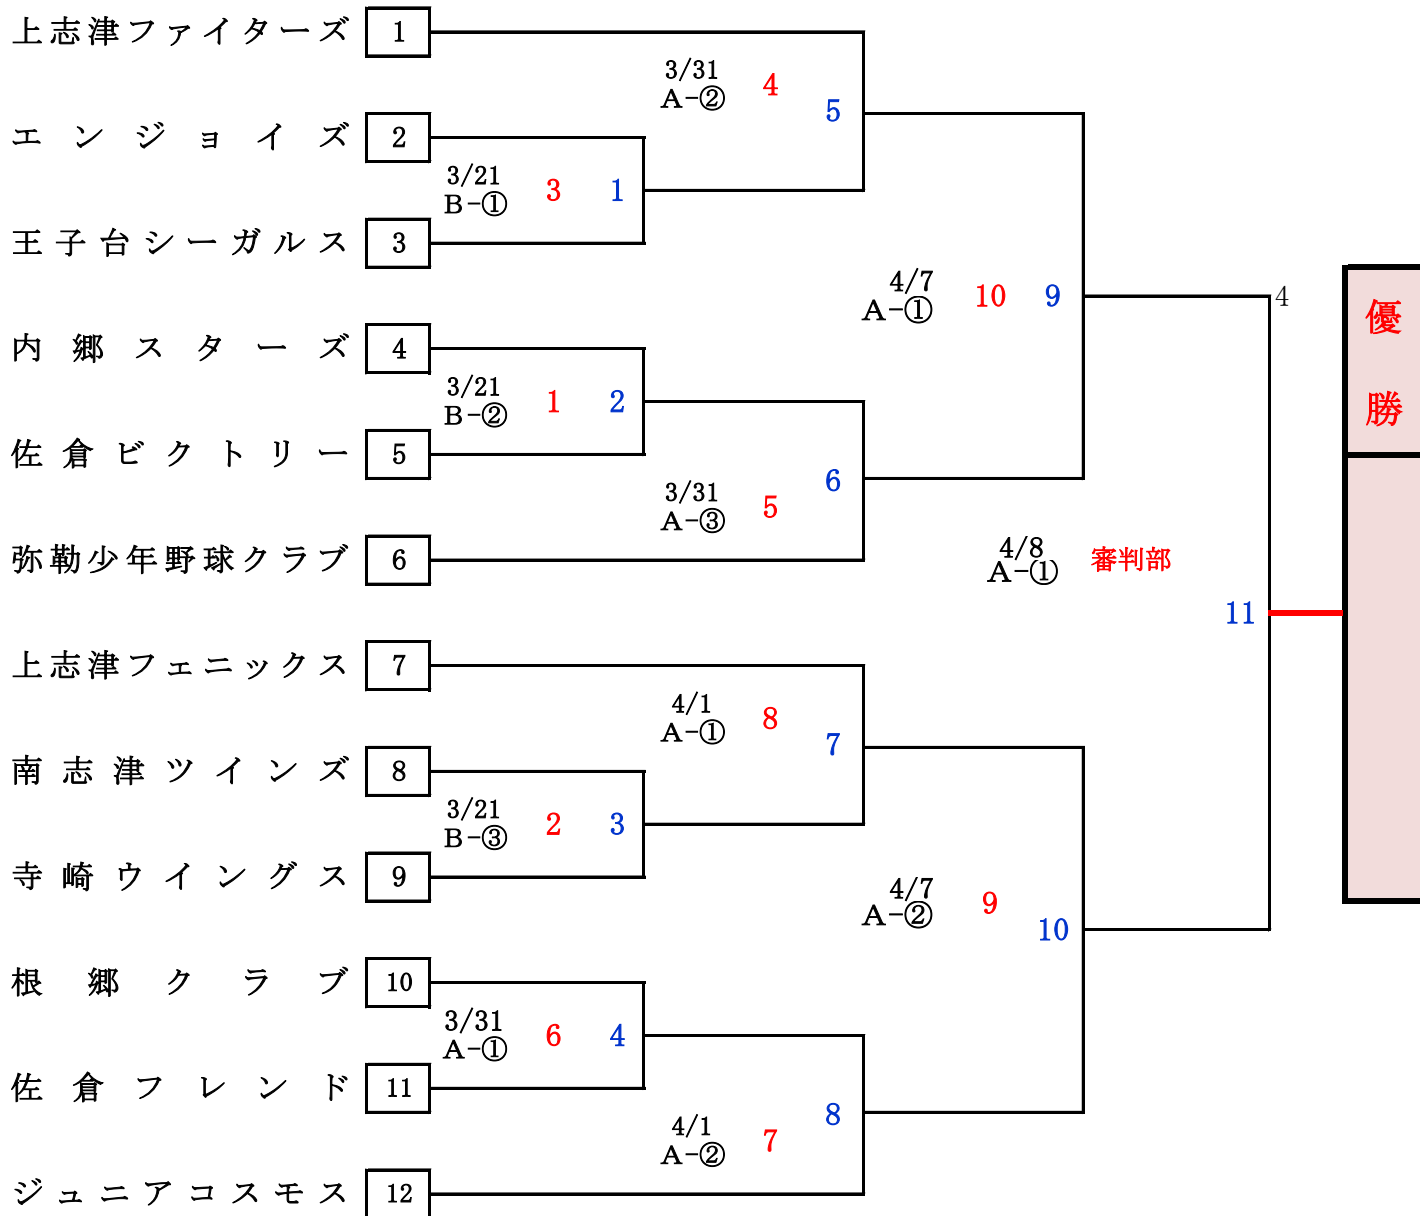 上志津ファイターズ 1
3/31 4
A-② 5
エンジョイズ 2
3/21 3 1
B-①
王子台シーガルス 3
4/7 10 9
A-①
4
優
勝
内郷スターズ 4
3/21 1 2
B-②
佐倉ビクトリー 5
3/31 5 6
A-③
弥勒少年野球クラブ 6
4/8 審判部
A-①
11
上志津フェニックス 7
4/1 8
A-① 7
南志津ツインズ 8
3/21 2 3
B-③
寺崎ウイングス 9
4/7 9
A-② 10
根郷クラブ 10
3/31 6 4
A-①
佐倉フレンド 11
4/1 7 8
A-②
ジュニアコスモス 12